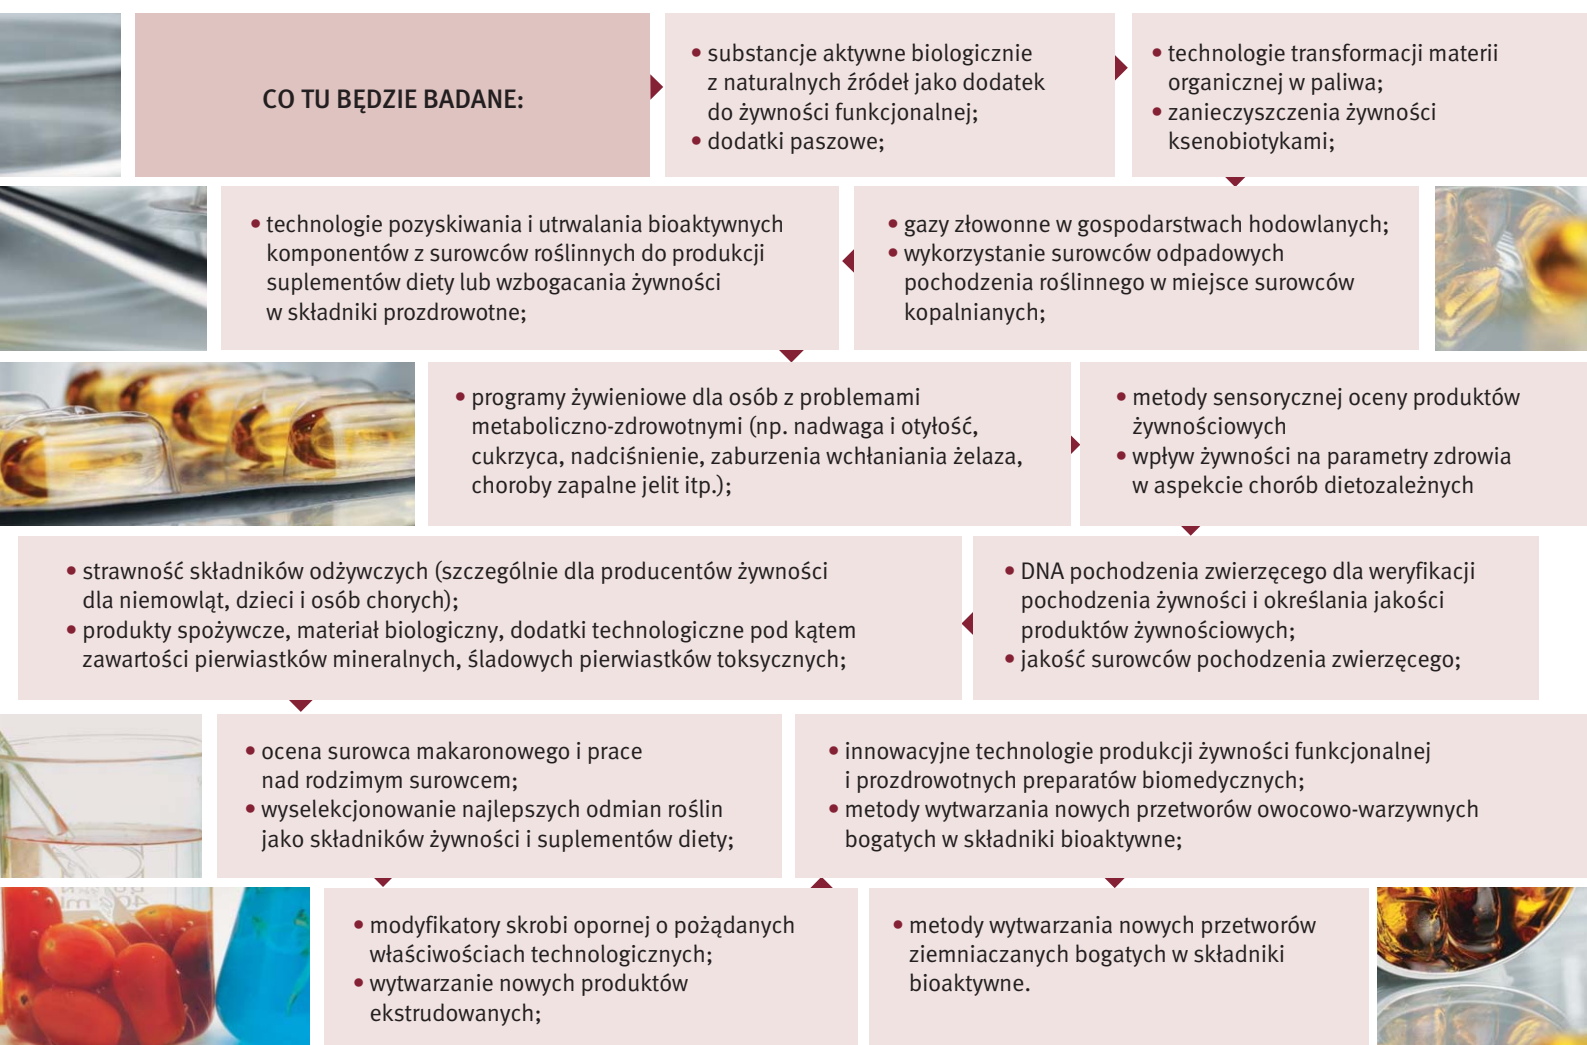 CO TU BĘDZIE BADANE:
• substancje aktywne biologicznie
z naturalnych źródeł jako dodatek
do żywności funkcjonalnej;
• dodatki paszowe;
• technologie transformacji materii
organicznej w paliwa;
• zanieczyszczenia żywności
ksenobiotykami;
• gazy złowonne w gospodarstwach hodowlanych;
• wykorzystanie surowców odpadowych
pochodzenia roślinnego w miejsce surowców
kopalnianych;
• technologie pozyskiwania i utrwalania bioaktywnych
komponentów z surowców roślinnych do produkcji
suplementów diety lub wzbogacania żywności
w składniki prozdrowotne;
• programy żywieniowe dla osób z problemami
metaboliczno-zdrowotnymi (np. nadwaga i otyłość,
cukrzyca, nadciśnienie, zaburzenia wchłaniania żelaza,
choroby zapalne jelit itp.);
• metody sensorycznej oceny produktów
żywnościowych
• wpływ żywności na parametry zdrowia
w aspekcie chorób dietozależnych
• DNA pochodzenia zwierzęcego dla weryfikacji
pochodzenia żywności i określania jakości
produktów żywnościowych;
• jakość surowców pochodzenia zwierzęcego;
• strawność składników odżywczych (szczególnie dla producentów żywności
dla niemowląt, dzieci i osób chorych);
• produkty spożywcze, materiał biologiczny, dodatki technologiczne pod kątem
zawartości pierwiastków mineralnych, śladowych pierwiastków toksycznych;
• ocena surowca makaronowego i prace
nad rodzimym surowcem;
• wyselekcjonowanie najlepszych odmian roślin
jako składników żywności i suplementów diety;
• modyfikatory skrobi opornej o pożądanych
właściwościach technologicznych;
• wytwarzanie nowych produktów
ekstrudowanych;
• innowacyjne technologie produkcji żywności funkcjonalnej
i prozdrowotnych preparatów biomedycznych;
• metody wytwarzania nowych przetworów owocowo-warzywnych
bogatych w składniki bioaktywne;
• metody wytwarzania nowych przetworów
ziemniaczanych bogatych w składniki
bioaktywne.